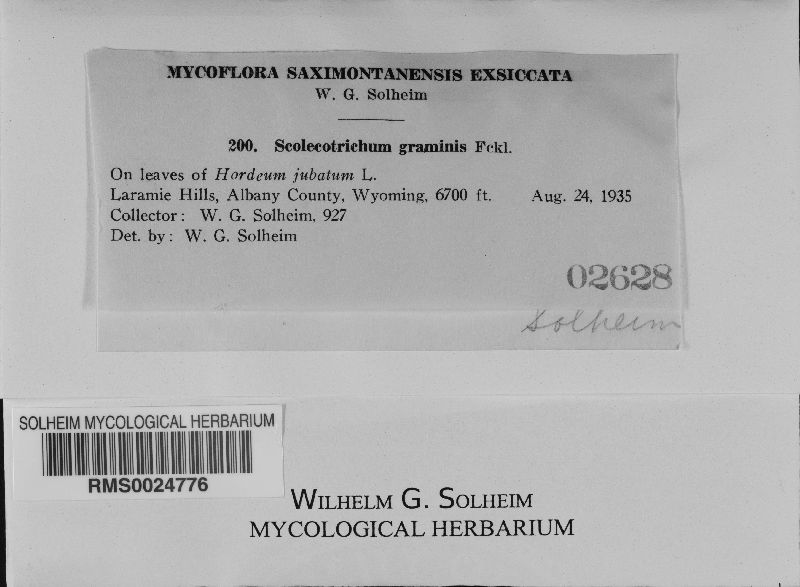 MYCOFLORA SAXIMONTANENSIS EXSICCATA
W. G. Solheim
200. Scolecotrichum graminis Fckl.
On leaves of Hordeum jubatum L.
Laramie Hills, Albany County, Wyoming, 6700 ft. Aug. 24, 1935
Collector: W. G. Solheim, 927
Det. by: W. G. Solheim
02628
Solheim
SOLHEIM MYCOLOGICAL HERBARIUM
RMS0024776
WILHELM G. SOLHEIM
MYCOLOGICAL HERBARIUM